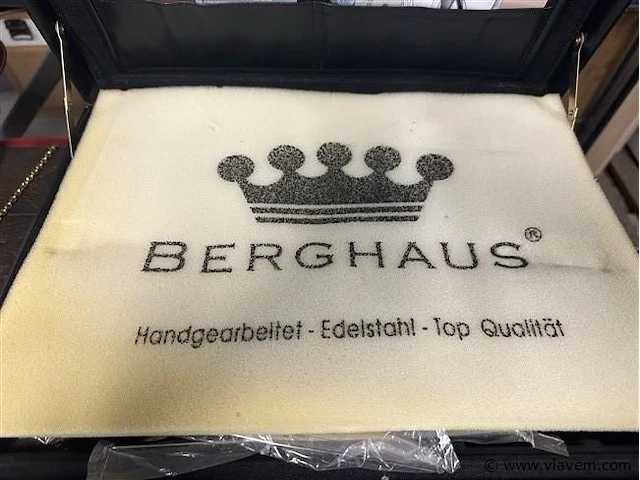 BERGHAUS®
Handgearbeitet - Edelstahl - Top Qualität
© www.vlavem.com